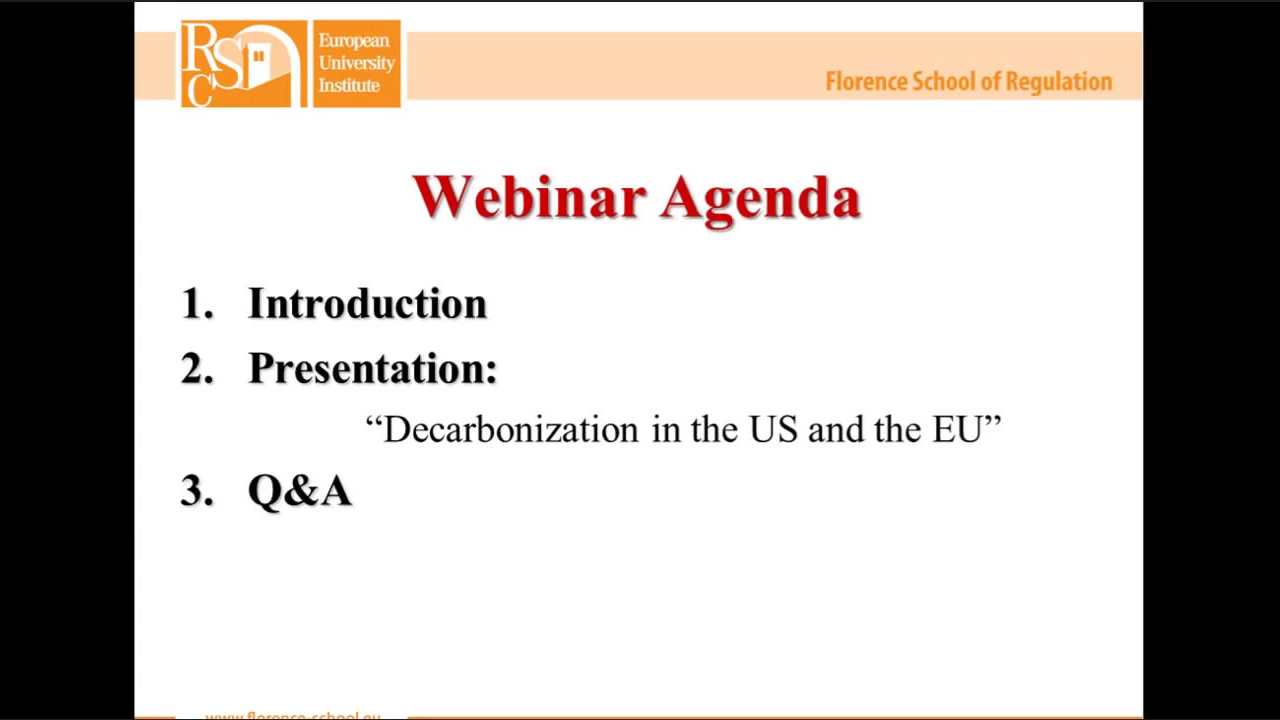 RSC
European
University
Institute
Florence School of Regulation
Webinar Agenda
1. Introduction
2. Presentation:
“Decarbonization in the US and the EU”
3. Q&A
www.florence-school.eu